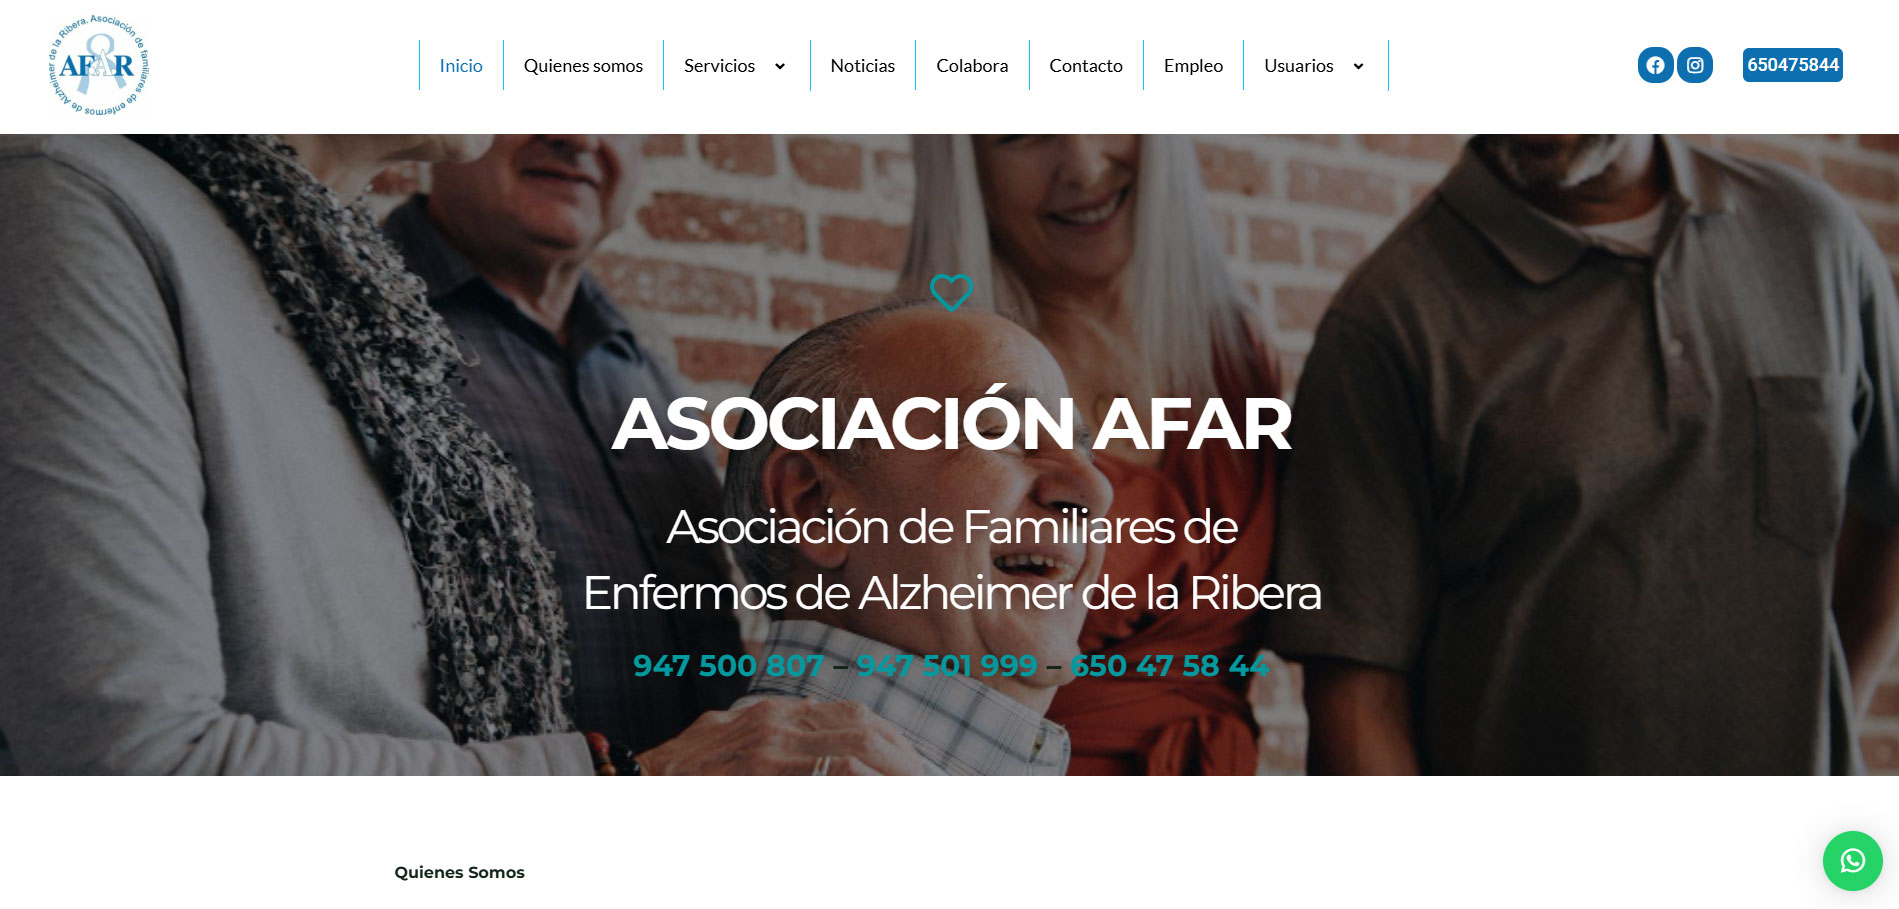 Asociación de familiares de enfermos de Alzheimer de la Ribera.
AFAR
Inicio
Quienes somos
Servicios
Noticias
Colabora
Contacto
Empleo
Usuarios
650475844
ASOCIACIÓN AFAR
Asociación de Familiares de
Enfermos de Alzheimer de la Ribera
947 500 807 – 947 501 999 – 650 47 58 44
Quienes Somos